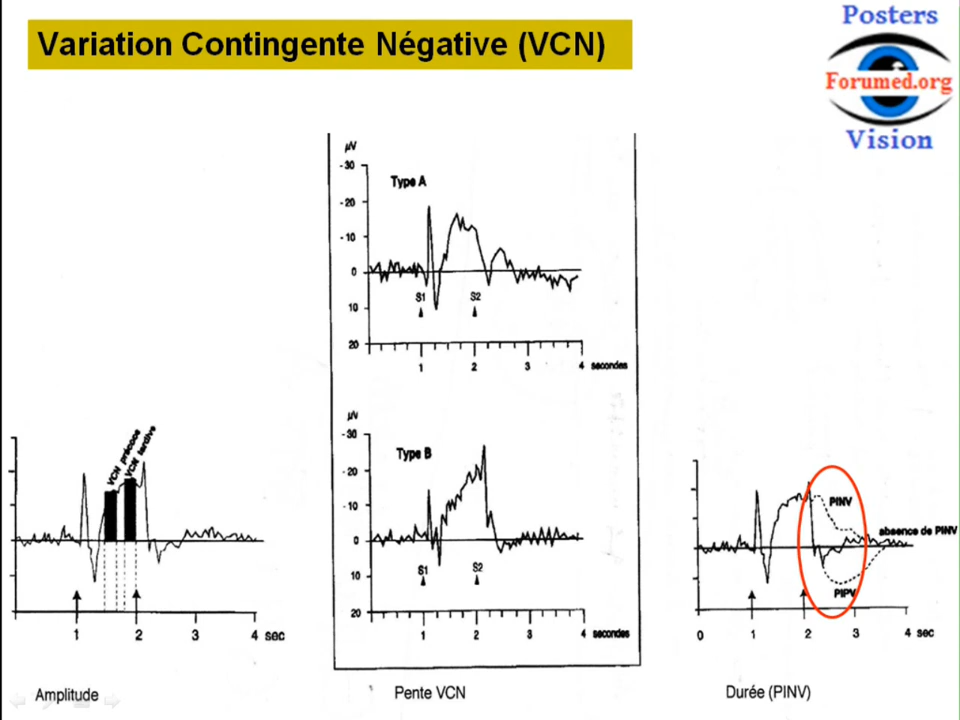 Variation Contingente Négative (VCN)
Posters
Forumed.org
Vision
µV
-30
Type A
-20
-10
0
S1 S2
10
20
1 2 3 4 secondes
µV
-30
Type B
-20
-10
0
S1 S2
10
20
1 2 3 4 secondes
Pente VCN
VCN précoce
VCN tardive
1 2 3 4 sec
Amplitude
PINV
absence de PINV
PIPV
0 1 2 3 4 sec
Durée (PINV)